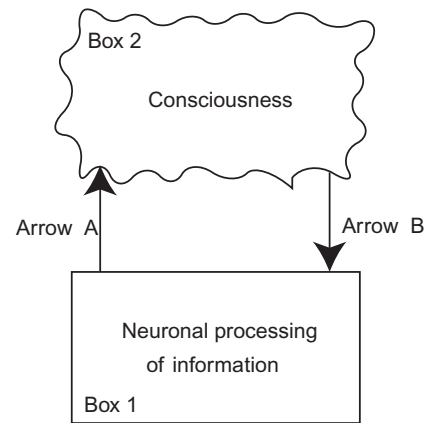 Box 2
Consciousness
Arrow A
Arrow B
Neuronal processing
of information
Box 1